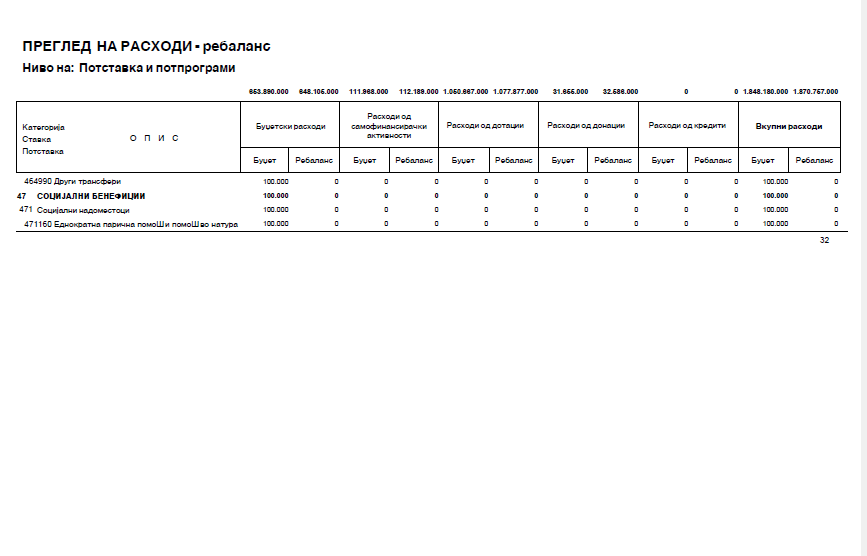 ПРЕГЛЕД НА РАСХОДИ - ребаланс
Ниво на: Потставка и потпрограми
653.890.000 648.105.000 111.968.000 112.189.000 1.050.667.000 1.077.877.000 31.655.000 32.586.000 0 0 1.848.180.000 1.870.757.000
Категорија
Ставка
Потставка
О П И С
Буџетски расходи
Расходи од
самофинансирачки
активности
Расходи од дотации
Расходи од донации
Расходи од кредити
Вкупни расходи
Буџет Ребаланс Буџет Ребаланс Буџет Ребаланс Буџет Ребаланс Буџет Ребаланс Буџет Ребаланс
464990 Други трансфери 100.000 0 0 0 0 0 0 0 0 0 100.000 0
47 СОЦИЈАЛНИ БЕНЕФИЦИИ 100.000 0 0 0 0 0 0 0 0 0 100.000 0
471 Социјални надоместоци 100.000 0 0 0 0 0 0 0 0 0 100.000 0
471160 Еднократна парична помоШ и помоШ во натура 100.000 0 0 0 0 0 0 0 0 0 100.000 0
32